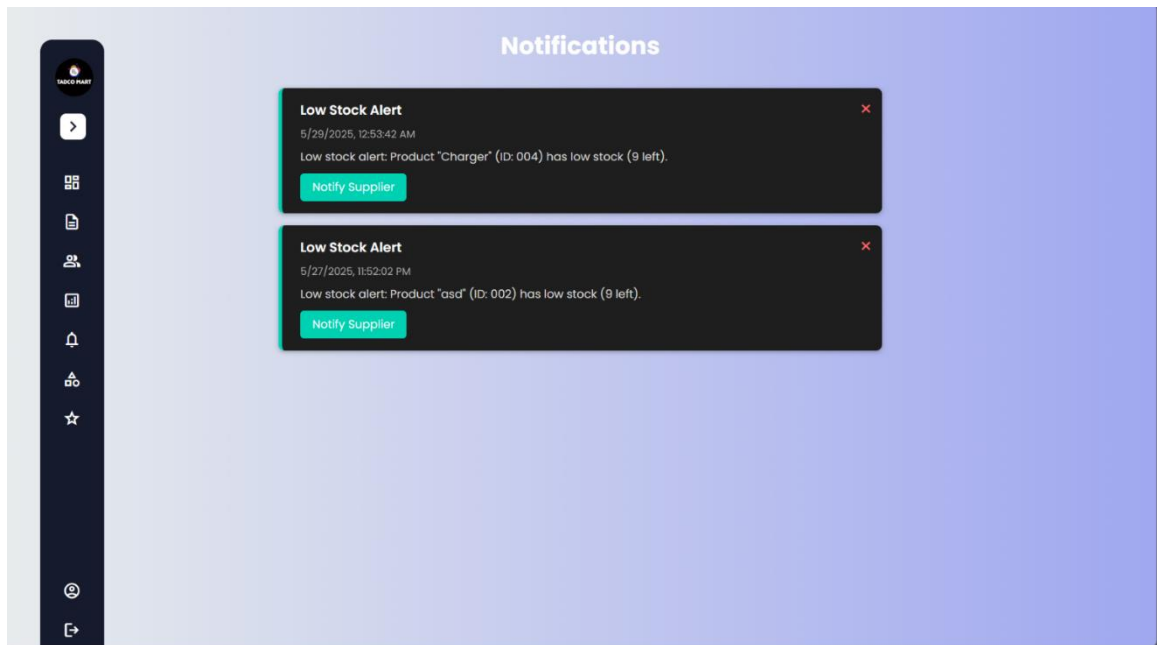 Notifications
TADCO MART
Low Stock Alert
5/29/2025, 12:53:42 AM
Low stock alert: Product "Charger" (ID: 004) has low stock (9 left).
Notify Supplier
Low Stock Alert
5/27/2025, 11:52:02 PM
Low stock alert: Product "asd" (ID: 002) has low stock (9 left).
Notify Supplier